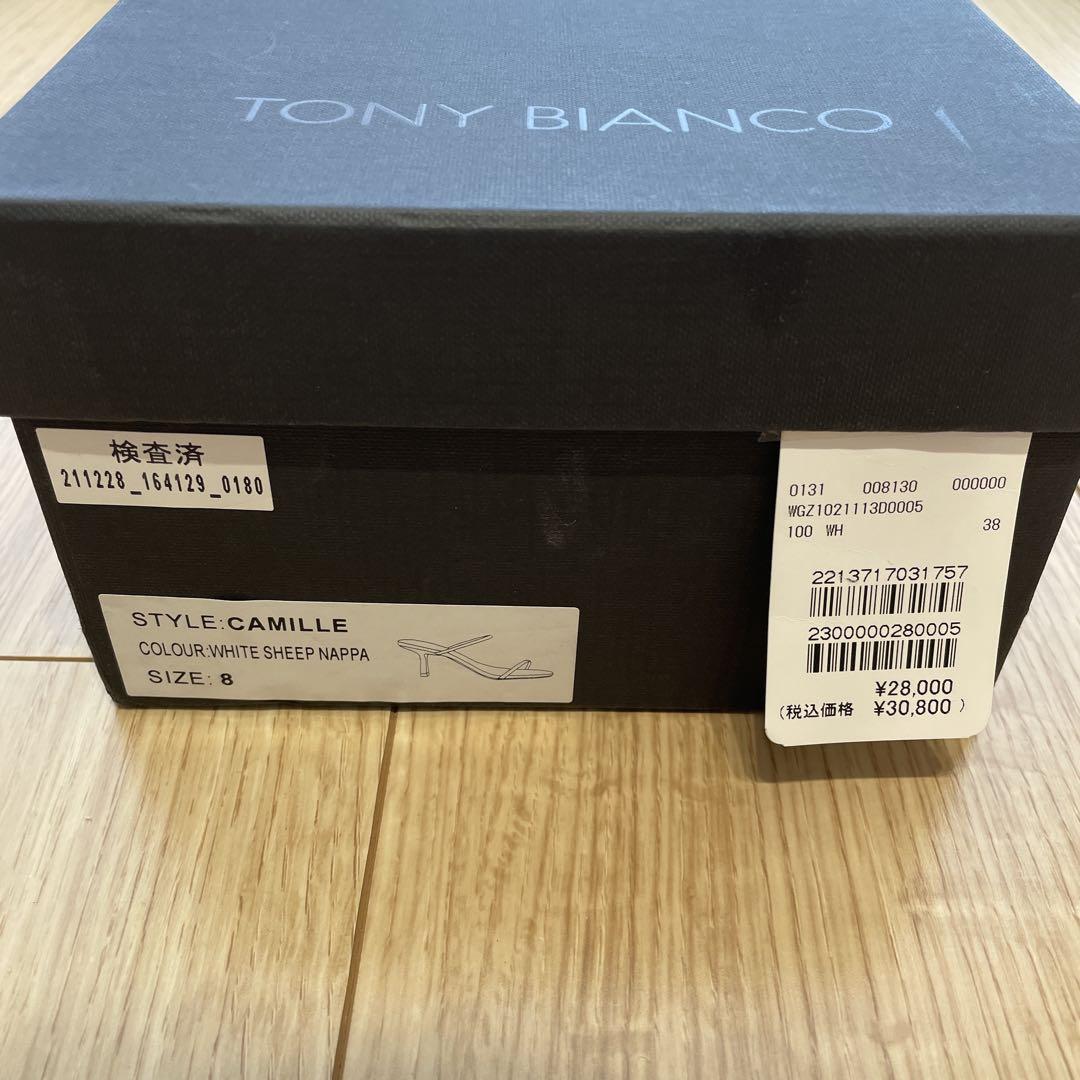 TONY BIANCO
検査済
211228_164129_0180
STYLE:CAMILLE
COLOUR:WHITE SHEEP NAPPA
SIZE: 8
0131 008130 000000
WGZ1021113D0005
100 WH 38
2213717031757
2300000280005
¥28,000
(税込価格 ¥30,800 )